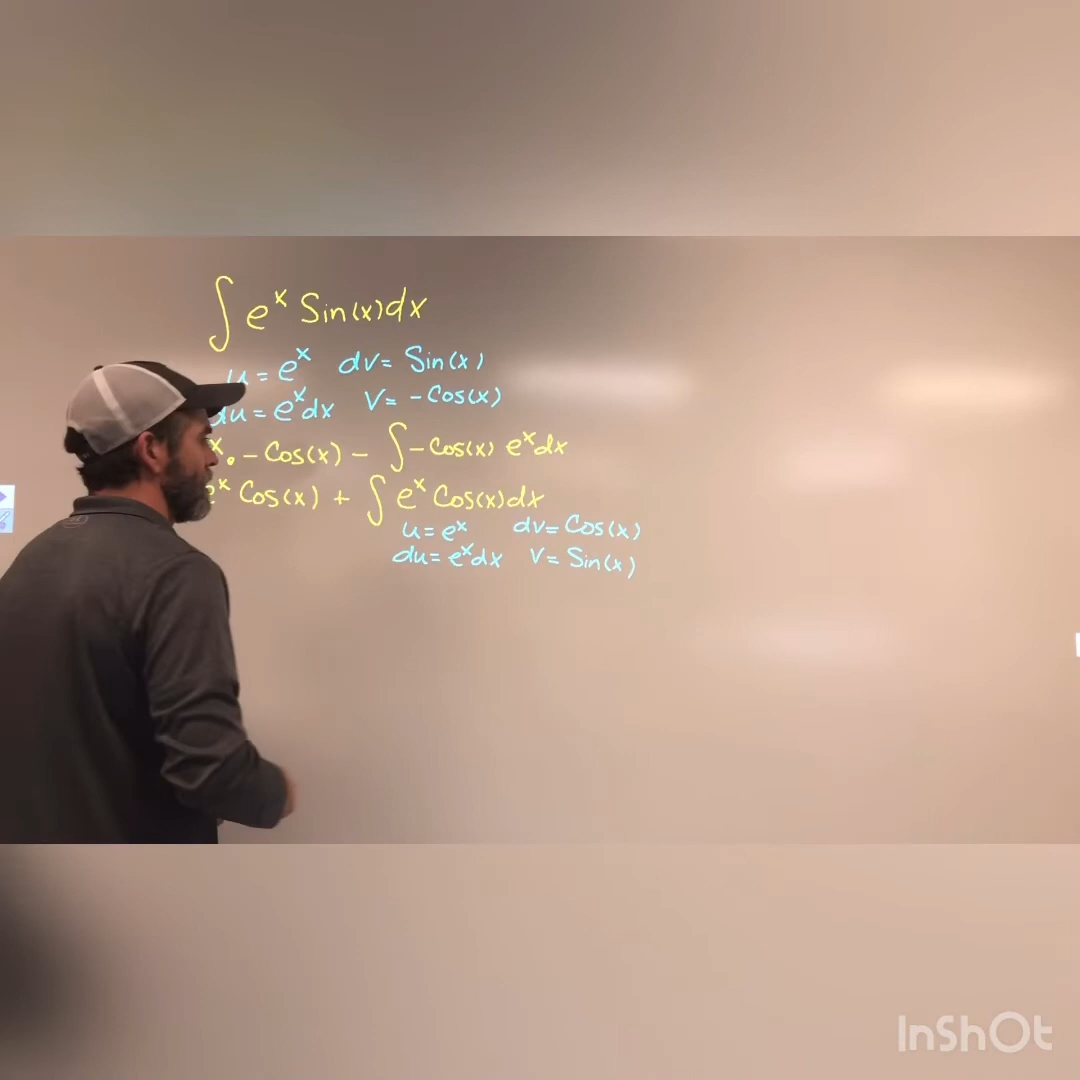 ∫ e^x Sin(x)dx
u = e^x dv= Sin(x)
du = e^x dx V= -Cos(x)
x • - Cos(x) - ∫ -Cos(x) e^x dx
e^x Cos(x) + ∫ e^x Cos(x)dx
u= e^x dv= Cos(x)
du= e^x dx V= Sin(x)
InShOt